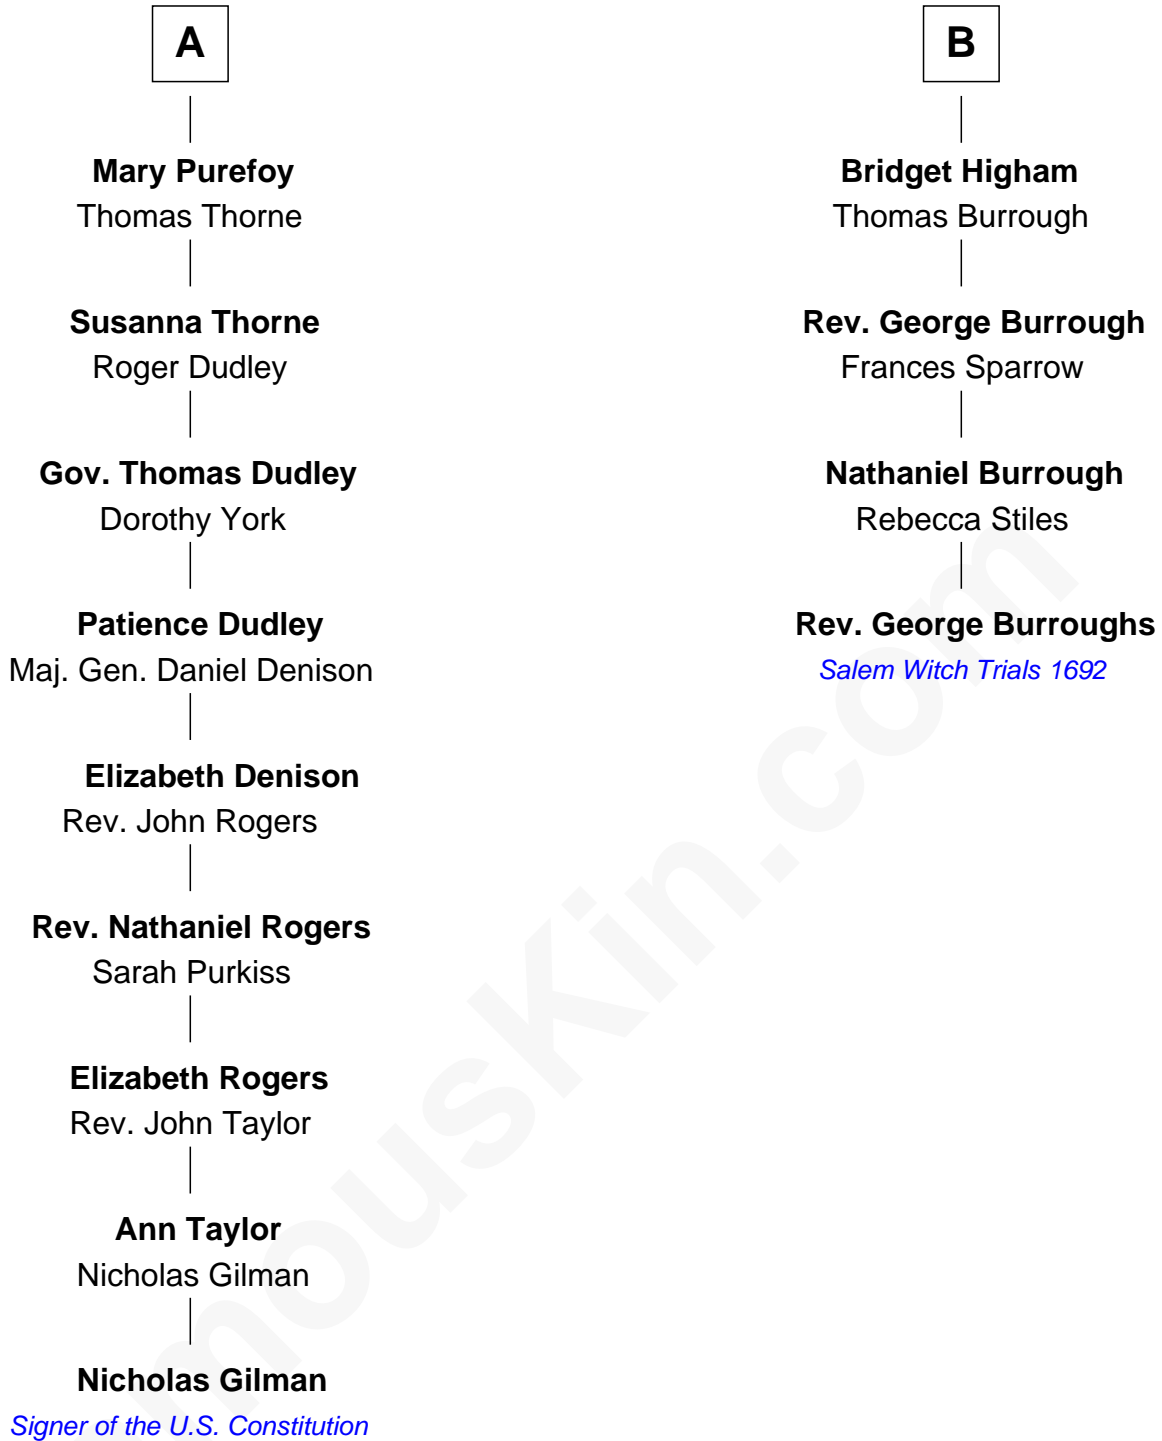 A
Mary Purefoy
Thomas Thorne
Susanna Thorne
Roger Dudley
Gov. Thomas Dudley
Dorothy York
Patience Dudley
Maj. Gen. Daniel Denison
Elizabeth Denison
Rev. John Rogers
Rev. Nathaniel Rogers
Sarah Purkiss
Elizabeth Rogers
Rev. John Taylor
Ann Taylor
Nicholas Gilman
Nicholas Gilman
Signer of the U.S. Constitution
B
Bridget Higham
Thomas Burrough
Rev. George Burrough
Frances Sparrow
Nathaniel Burrough
Rebecca Stiles
Rev. George Burroughs
Salem Witch Trials 1692
mouskin.com